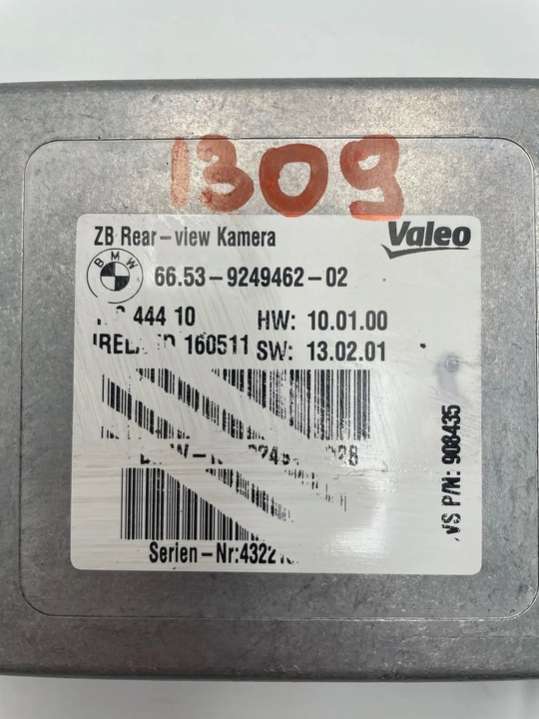 1309
ZB Rear-view Kamera
Valeo
BMW
66.53-9249462-02
444 10
HW: 10.01.00
160511 SW: 13.02.01
VS P/N: 908435
Serien-Nr: